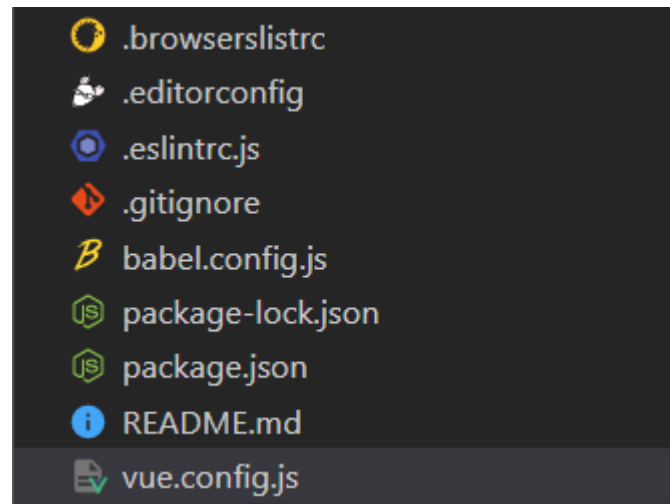 .browserslistrc
.editorconfig
.eslintrc.js
.gitignore
babel.config.js
package-lock.json
package.json
README.md
vue.config.js